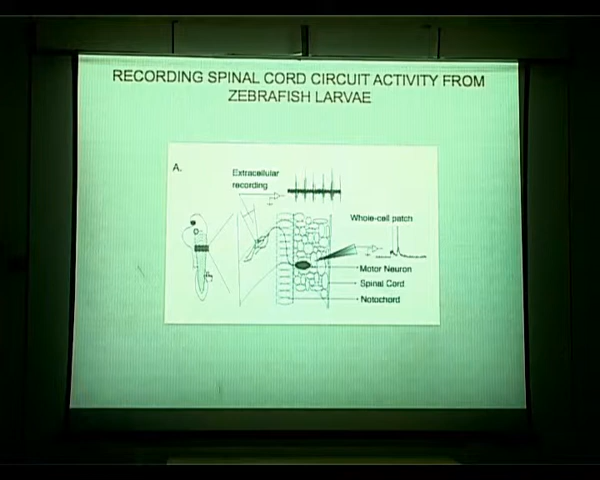 RECORDING SPINAL CORD CIRCUIT ACTIVITY FROM
ZEBRAFISH LARVAE
A.
Extracellular
recording
Whole-cell patch
Motor Neuron
Spinal Cord
Notochord